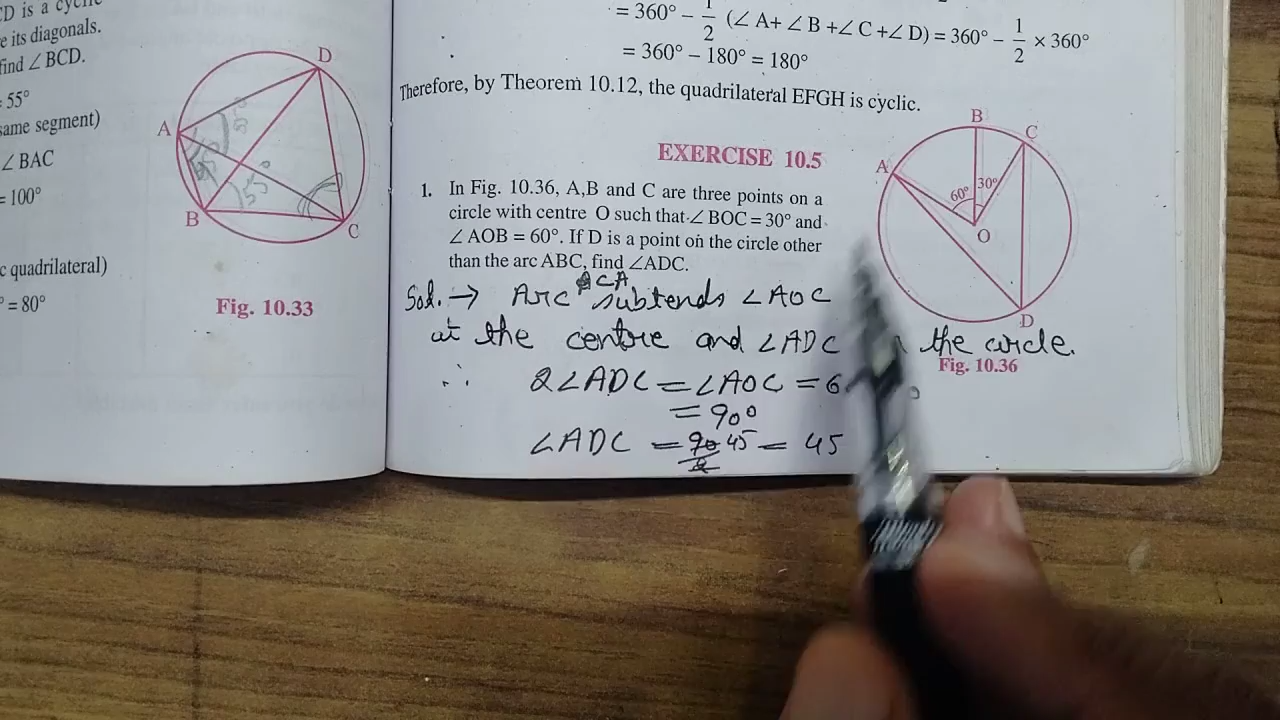 CD is a cyclic
e its diagonals.
find ∠ BCD.
= 55°
same segment)
∠ BAC
= 100°
c quadrilateral)
° = 80°
A
B
C
D
Fig. 10.33
= 360° – 1/2 (∠ A+ ∠ B +∠ C +∠ D) = 360° – 1/2 × 360°
= 360° – 180° = 180°
Therefore, by Theorem 10.12, the quadrilateral EFGH is cyclic.
EXERCISE 10.5
1. In Fig. 10.36, A,B and C are three points on a
circle with centre O such that ∠ BOC = 30° and
∠ AOB = 60°. If D is a point on the circle other
than the arc ABC, find ∠ADC.
A
B
C
60°
30°
O
D
Fig. 10.36
Sol. → Arc CA subtends ∠AOC
at the centre and ∠ADC the circle.
∴ 2∠ADC = ∠AOC = 6
= 90°
∠ADC = 90/2 45 = 45